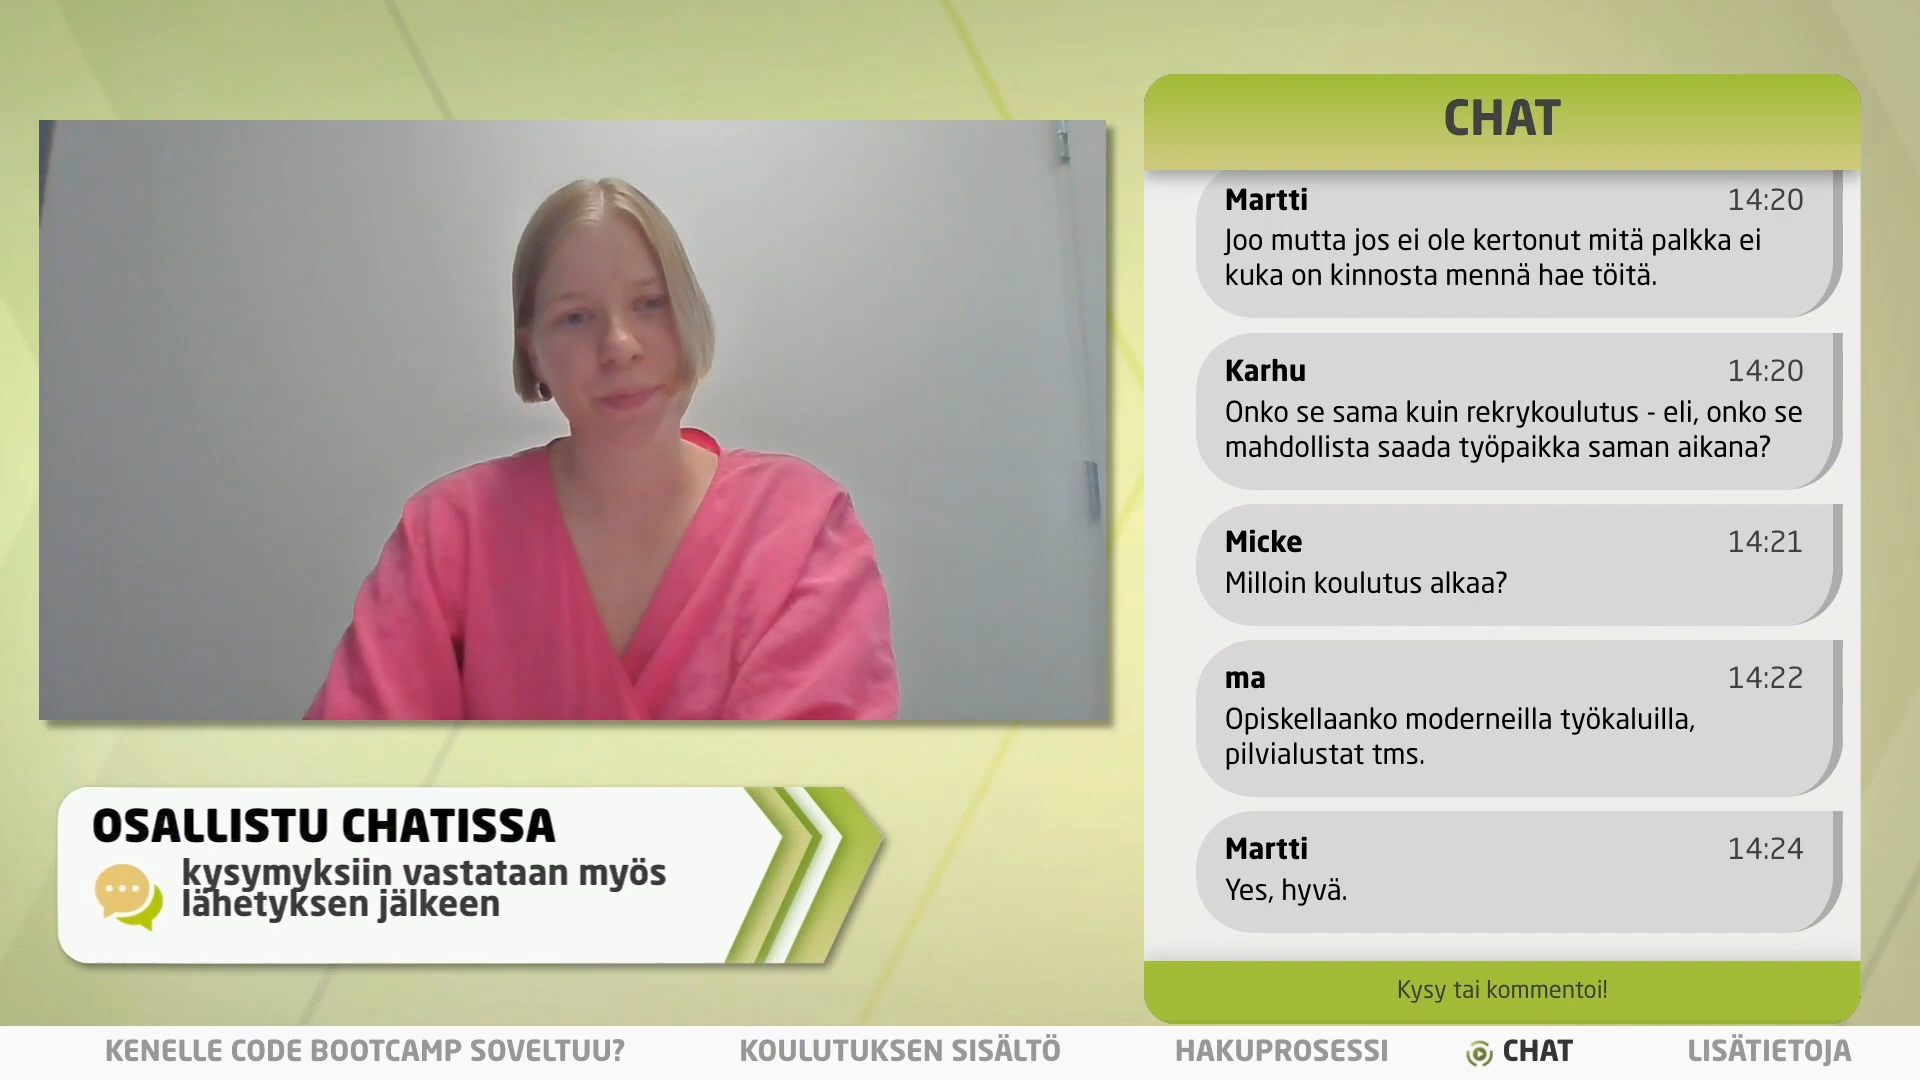 CHAT
Martti 14:20
Joo mutta jos ei ole kertonut mitä palkka ei
kuka on kinnosta mennä hae töitä.
Karhu 14:20
Onko se sama kuin rekrykoulutus - eli, onko se
mahdollista saada työpaikka saman aikana?
Micke 14:21
Milloin koulutus alkaa?
ma 14:22
Opiskellaanko moderneilla työkaluilla,
pilvialustat tms.
Martti 14:24
Yes, hyvä.
Kysy tai kommentoi!
OSALLISTU CHATISSA
kysymyksiin vastataan myös
lähetyksen jälkeen
KENELLE CODE BOOTCAMP SOVELTUU? KOULUTUKSEN SISÄLTÖ HAKUPROSESSI CHAT LISÄTIETOJA